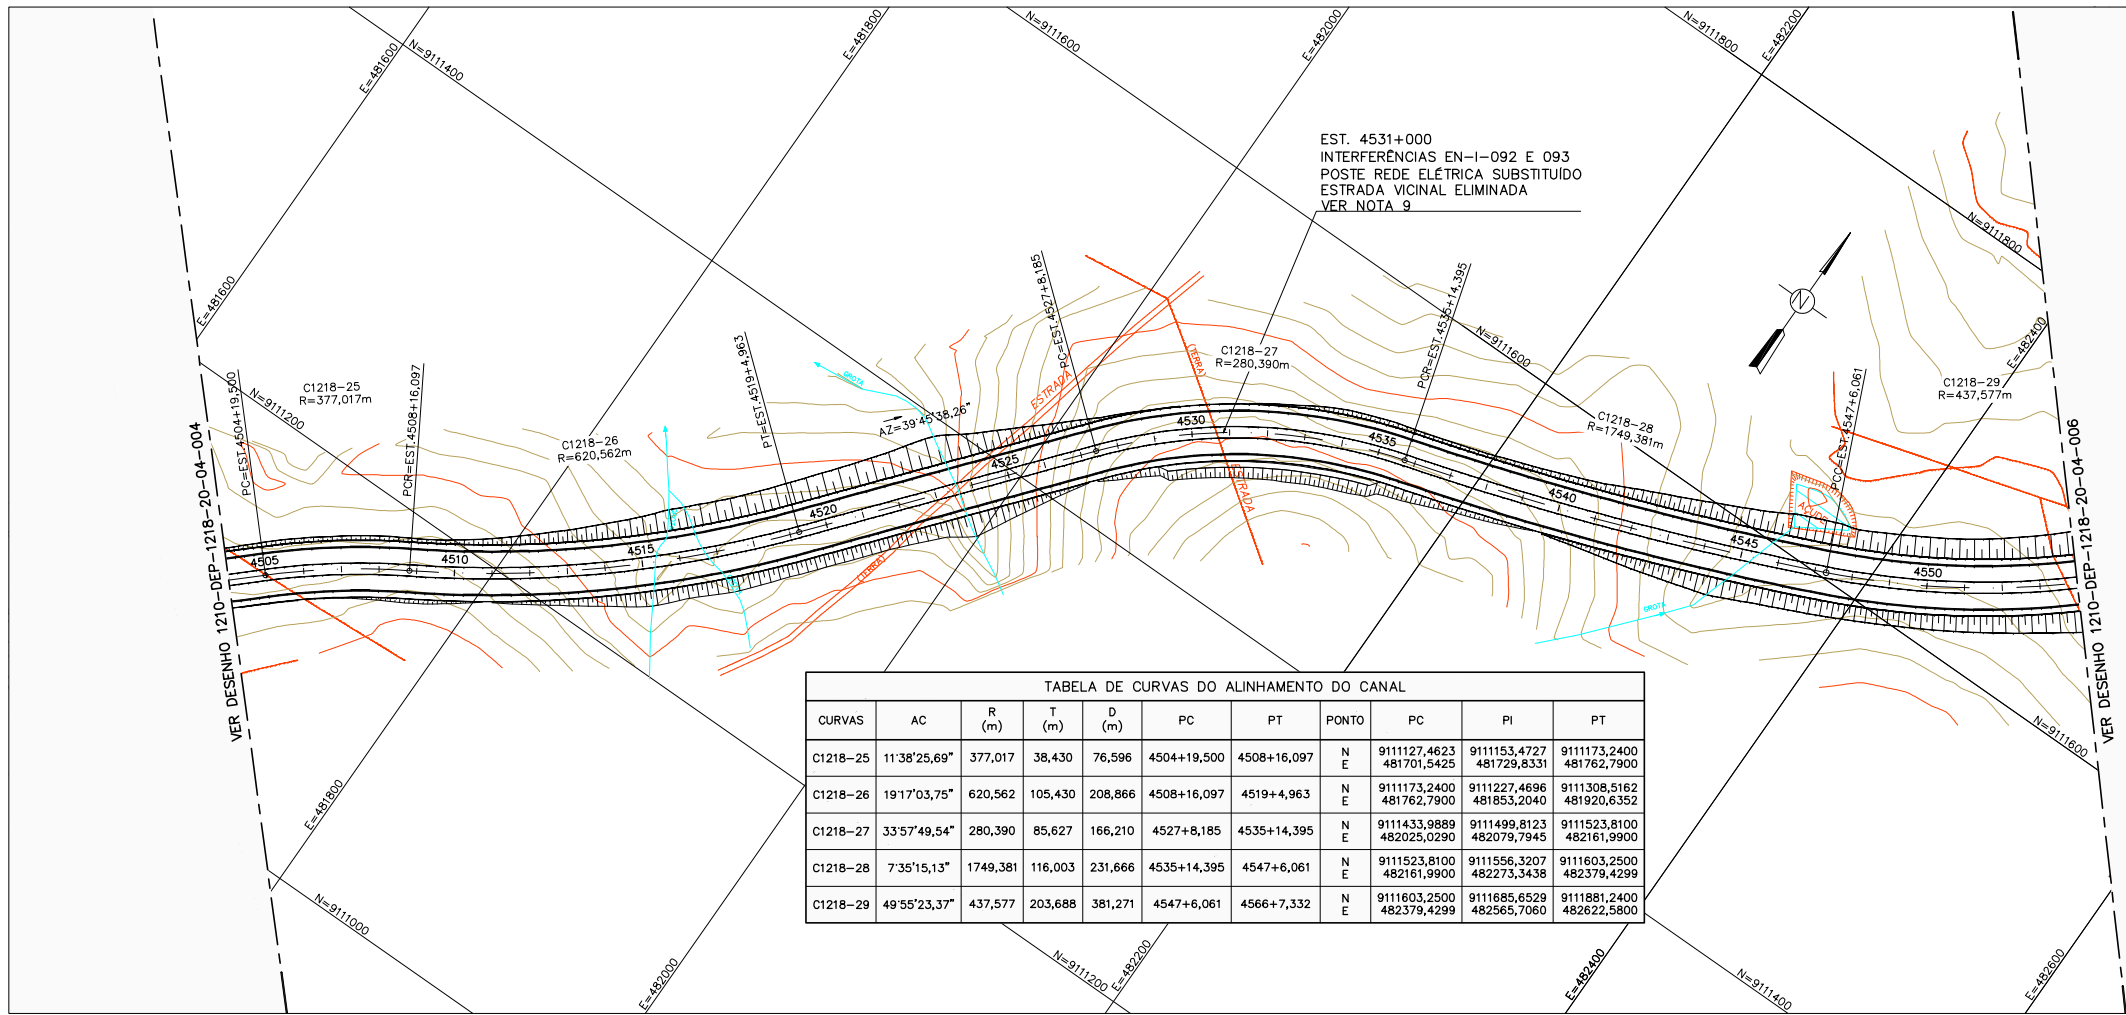 N=9111400
E=481600
E=481800
N=9111600
E=482000
N=9111800
E=482200
EST. 4531+000
INTERFERÊNCIAS EN-I-092 E 093
POSTE REDE ELÉTRICA SUBSTITUÍDO
ESTRADA VICINAL ELIMINADA
VER NOTA 9
N=9111800
E=481600
N=9111200
C1218-25
R=377,017m
PC=EST.4504+19,500
PCR=EST.4508+16,097
C1218-26
R=620,562m
PT=EST.4519+4,963
GROTA
AZ=39°45'38,26"
ESTRADA
PC=EST.4527+8,185
(TERRA)
C1218-27
R=280,390m
PCR=EST.4535+14,395
N=9111600
C1218-28
R=1749,381m
N
E=482400
C1218-29
R=437,577m
PCC=EST.4547+6,061
AÇUDE
ESTRADA
(TERRA)
GROTA
4505
4510
4515
4520
4525
4530
4535
4540
4545
4550
VER DESENHO 1210-DEP-1218-20-04-004
VER DESENHO 1210-DEP-1218-20-04-006
N=9111600
E=481800
N=9111000
E=482000
N=9111200
E=482200
E=482400
N=9111400
E=482600
TABELA DE CURVAS DO ALINHAMENTO DO CANAL
CURVAS AC R (m) T (m) D (m) PC PT PONTO PC PI PT
C1218-25 11°38'25,69" 377,017 38,430 76,596 4504+19,500 4508+16,097 N 9111127,4623 9111153,4727 9111173,2400
E 481701,5425 481729,8331 481762,7900
C1218-26 19°17'03,75" 620,562 105,430 208,866 4508+16,097 4519+4,963 N 9111173,2400 9111227,4696 9111308,5162
E 481762,7900 481853,2040 481920,6352
C1218-27 33°57'49,54" 280,390 85,627 166,210 4527+8,185 4535+14,395 N 9111433,9889 9111499,8123 9111523,8100
E 482025,0290 482079,7945 482161,9900
C1218-28 7°35'15,13" 1749,381 116,003 231,666 4535+14,395 4547+6,061 N 9111523,8100 9111556,3207 9111603,2500
E 482161,9900 482273,3438 482379,4299
C1218-29 49°55'23,37" 437,577 203,688 381,271 4547+6,061 4566+7,332 N 9111603,2500 9111685,6529 9111881,2400
E 482379,4299 482565,7060 482622,5800